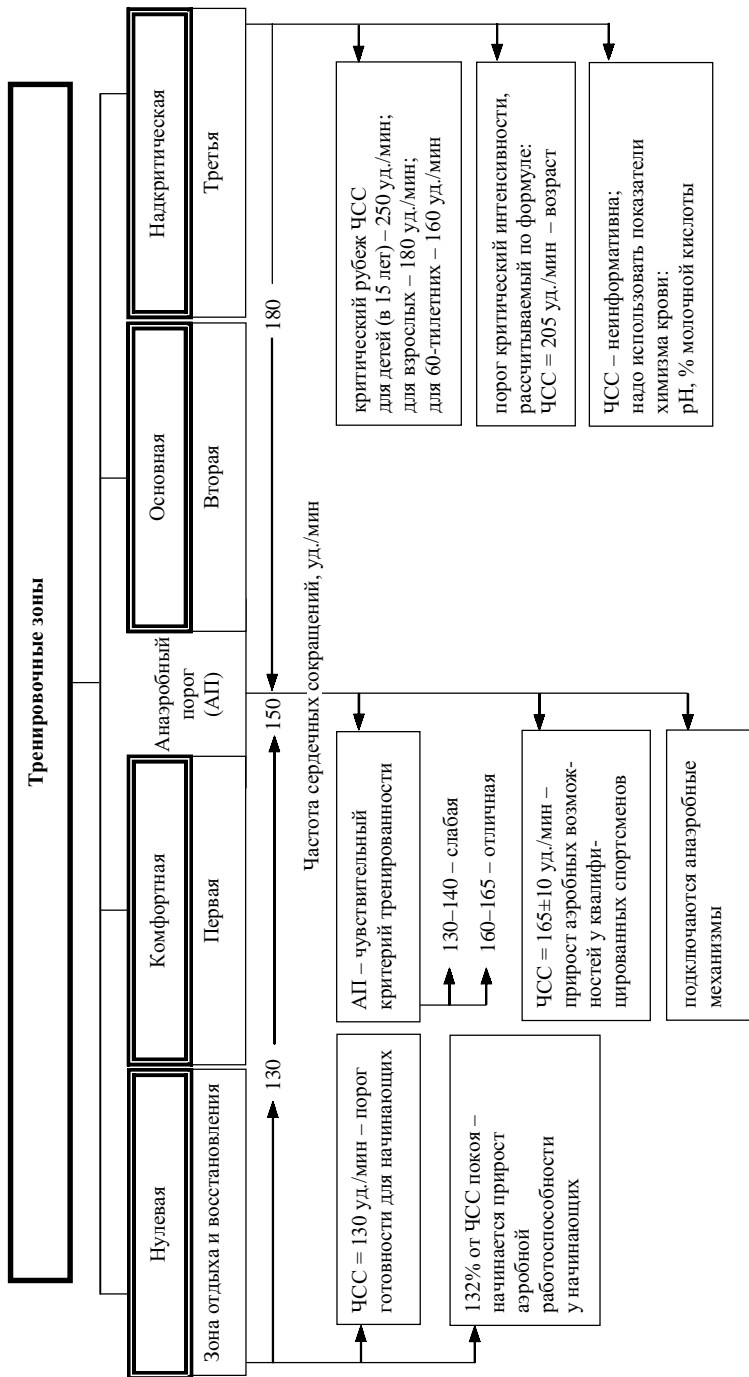 Тренировочные зоны
Нулевая
Зона отдыха и восстановления
Комфортная
Первая
Анаэробный
порог
(АП)
Основная
Вторая
Надкритическая
Третья
130
150
180
Частота сердечных сокращений, уд./мин
ЧСС = 130 уд./мин – порог
готовности для начинающих
132% от ЧСС покоя –
начинается прирост
аэробной
работоспособности
у начинающих
АП – чувствительный
критерий тренированности
130–140 – слабая
160–165 – отличная
ЧСС = 165±10 уд./мин –
прирост аэробных возмож-
ностей у квалифи-
цированных спортсменов
подключаются анаэробные
механизмы
критический рубеж ЧСС
для детей (в 15 лет) – 250 уд./мин;
для взрослых – 180 уд./мин;
для 60-тилетних – 160 уд./мин
порог критический интенсивности,
рассчитываемый по формуле:
ЧСС = 205 уд./мин – возраст
ЧСС – неинформативна;
надо использовать показатели
химизма крови:
pH, % молочной кислоты